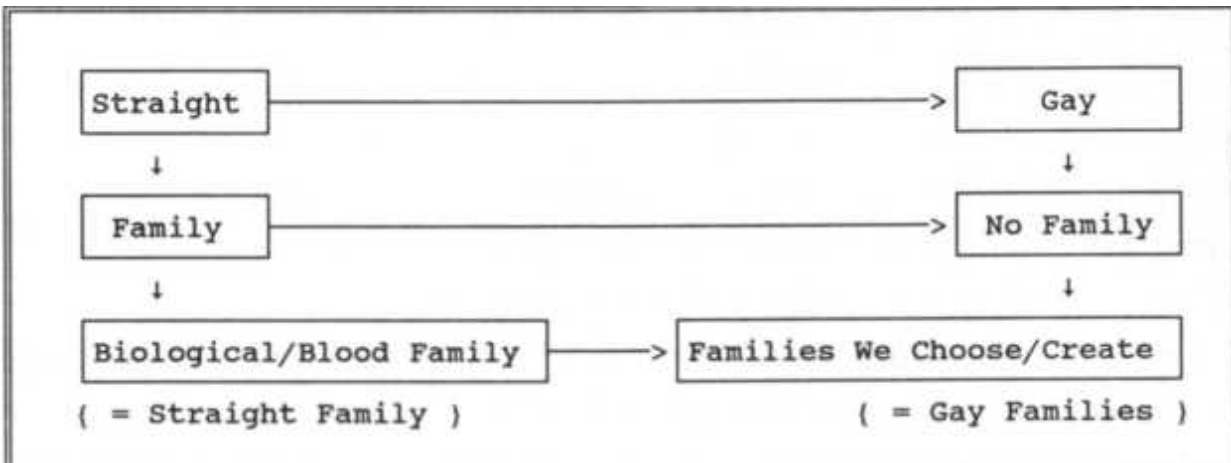 Straight Gay
Family No Family
Biological/Blood Family Families We Choose/Create
( = Straight Family ) ( = Gay Families )